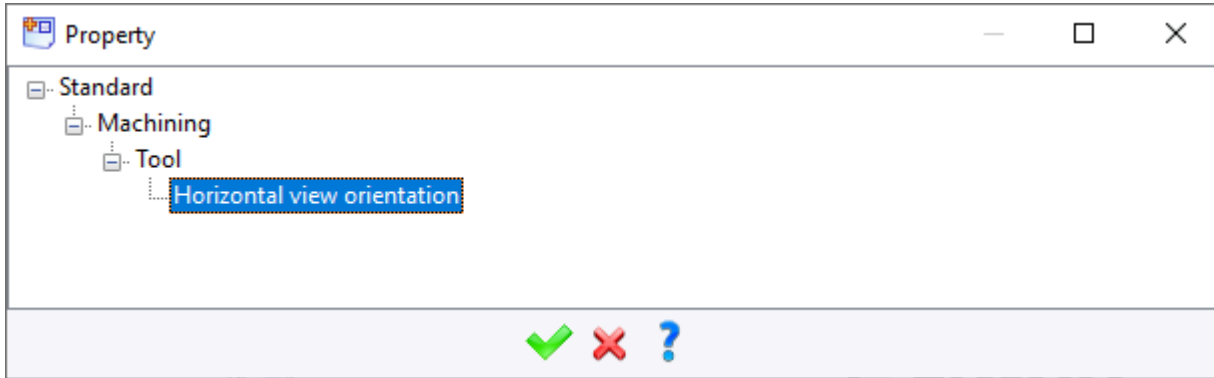 Property
Standard
Machining
Tool
Horizontal view orientation